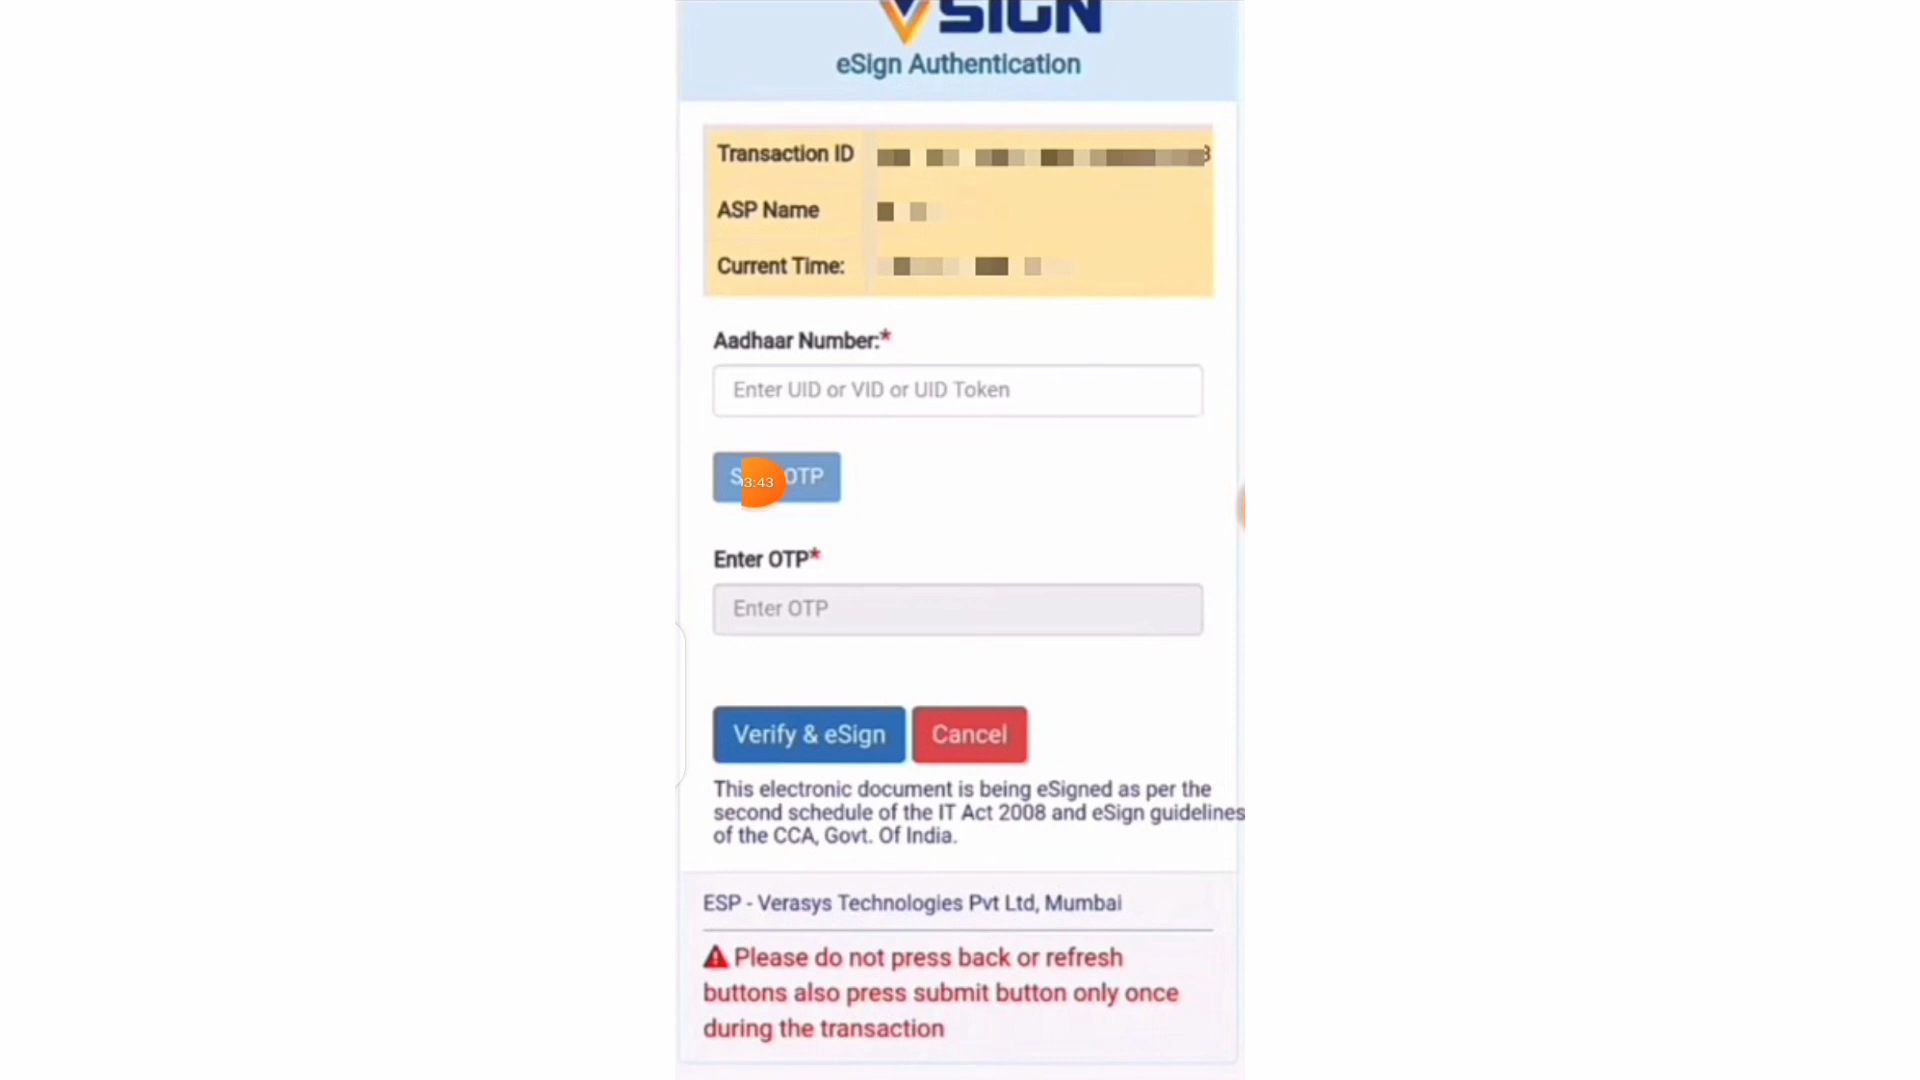 SIGN
eSign Authentication
Transaction ID
ASP Name
Current Time:
Aadhaar Number:*
Enter UID or VID or UID Token
OTP
3:43
Enter OTP*
Enter OTP
Verify & eSign
Cancel
This electronic document is being eSigned as per the
second schedule of the IT Act 2008 and eSign guidelines
of the CCA, Govt. Of India.
ESP - Verasys Technologies Pvt Ltd, Mumbai
Please do not press back or refresh
buttons also press submit button only once
during the transaction